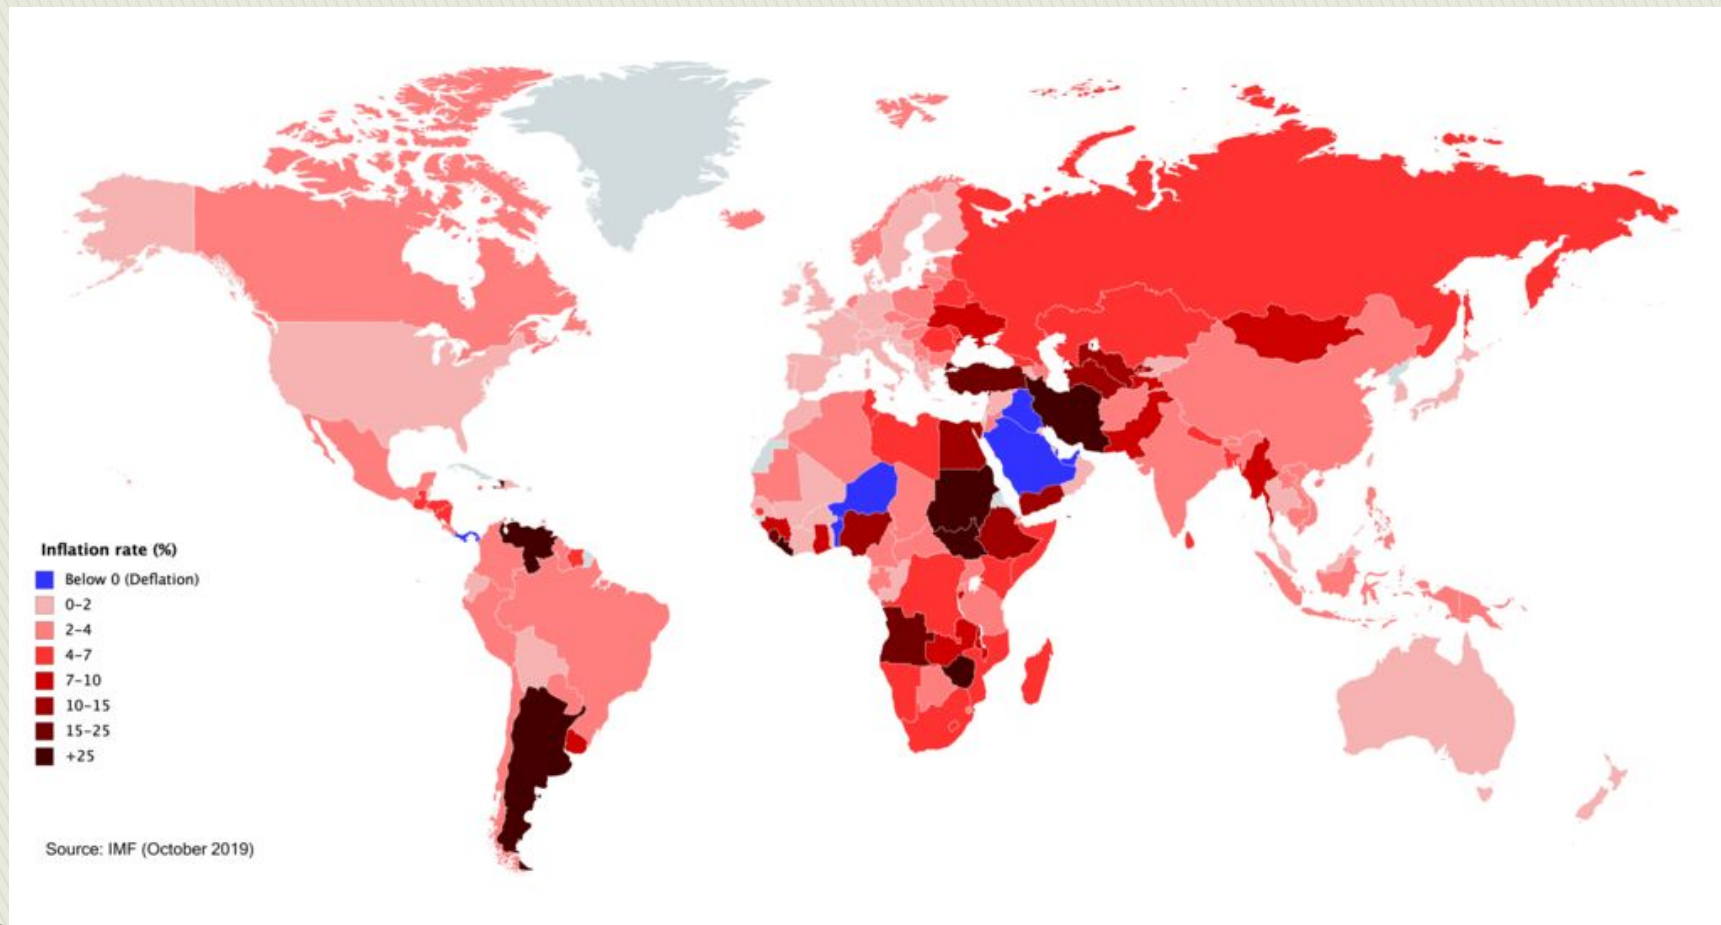 Inflation rate (%)
Below 0 (Deflation)
0-2
2-4
4-7
7-10
10-15
15-25
+25
Source: IMF (October 2019)